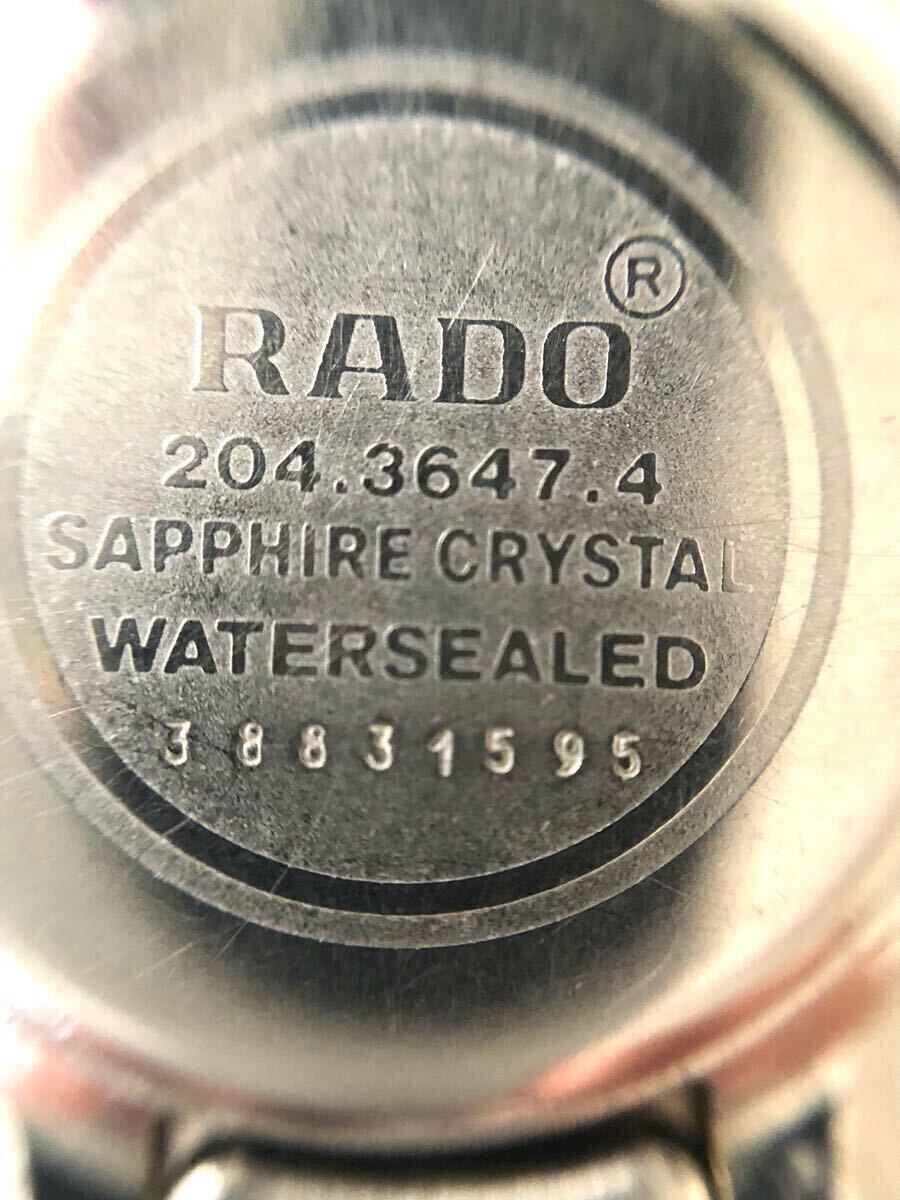 RADO®
204.3647.4
SAPPHIRE CRYSTAL
WATERSEALED
38831595